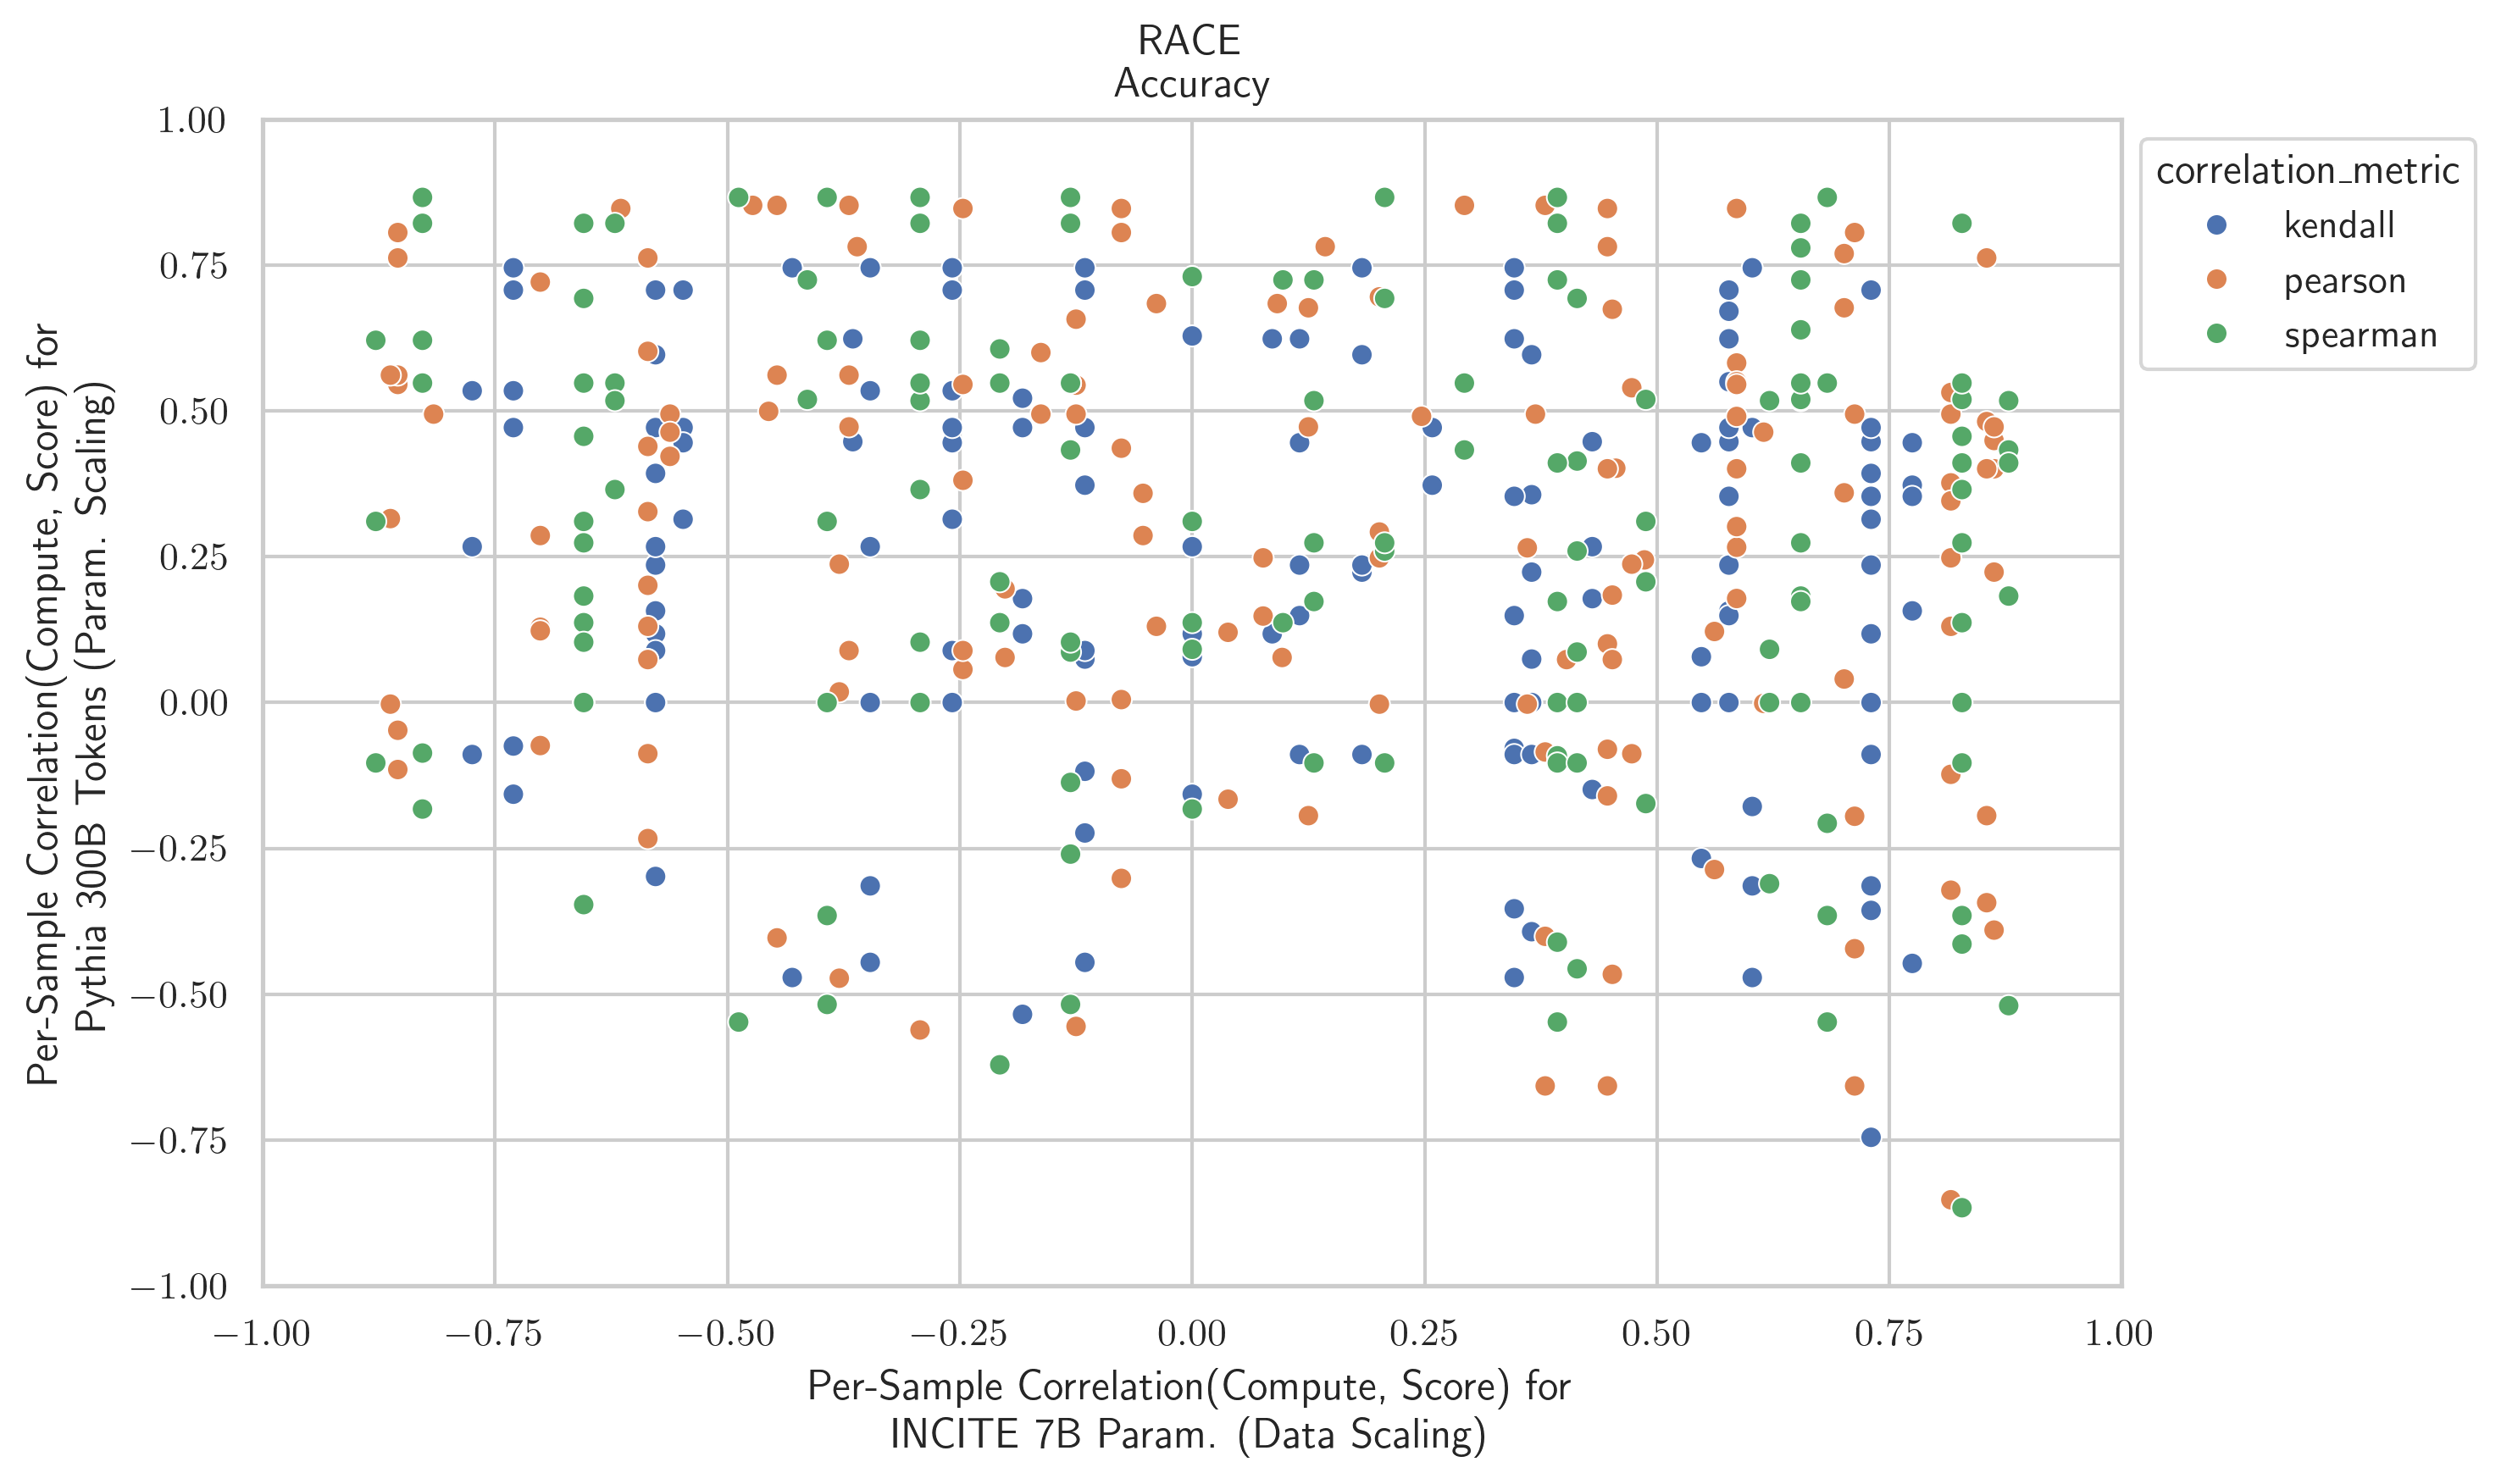 RACE
Accuracy
Per-Sample Correlation(Compute, Score) for
Pythia 300B Tokens (Param. Scaling)
1.00
0.75
0.50
0.25
0.00
−0.25
−0.50
−0.75
−1.00
−1.00 −0.75 −0.50 −0.25 0.00 0.25 0.50 0.75 1.00
Per-Sample Correlation(Compute, Score) for
INCITE 7B Param. (Data Scaling)
correlation_metric
kendall
pearson
spearman